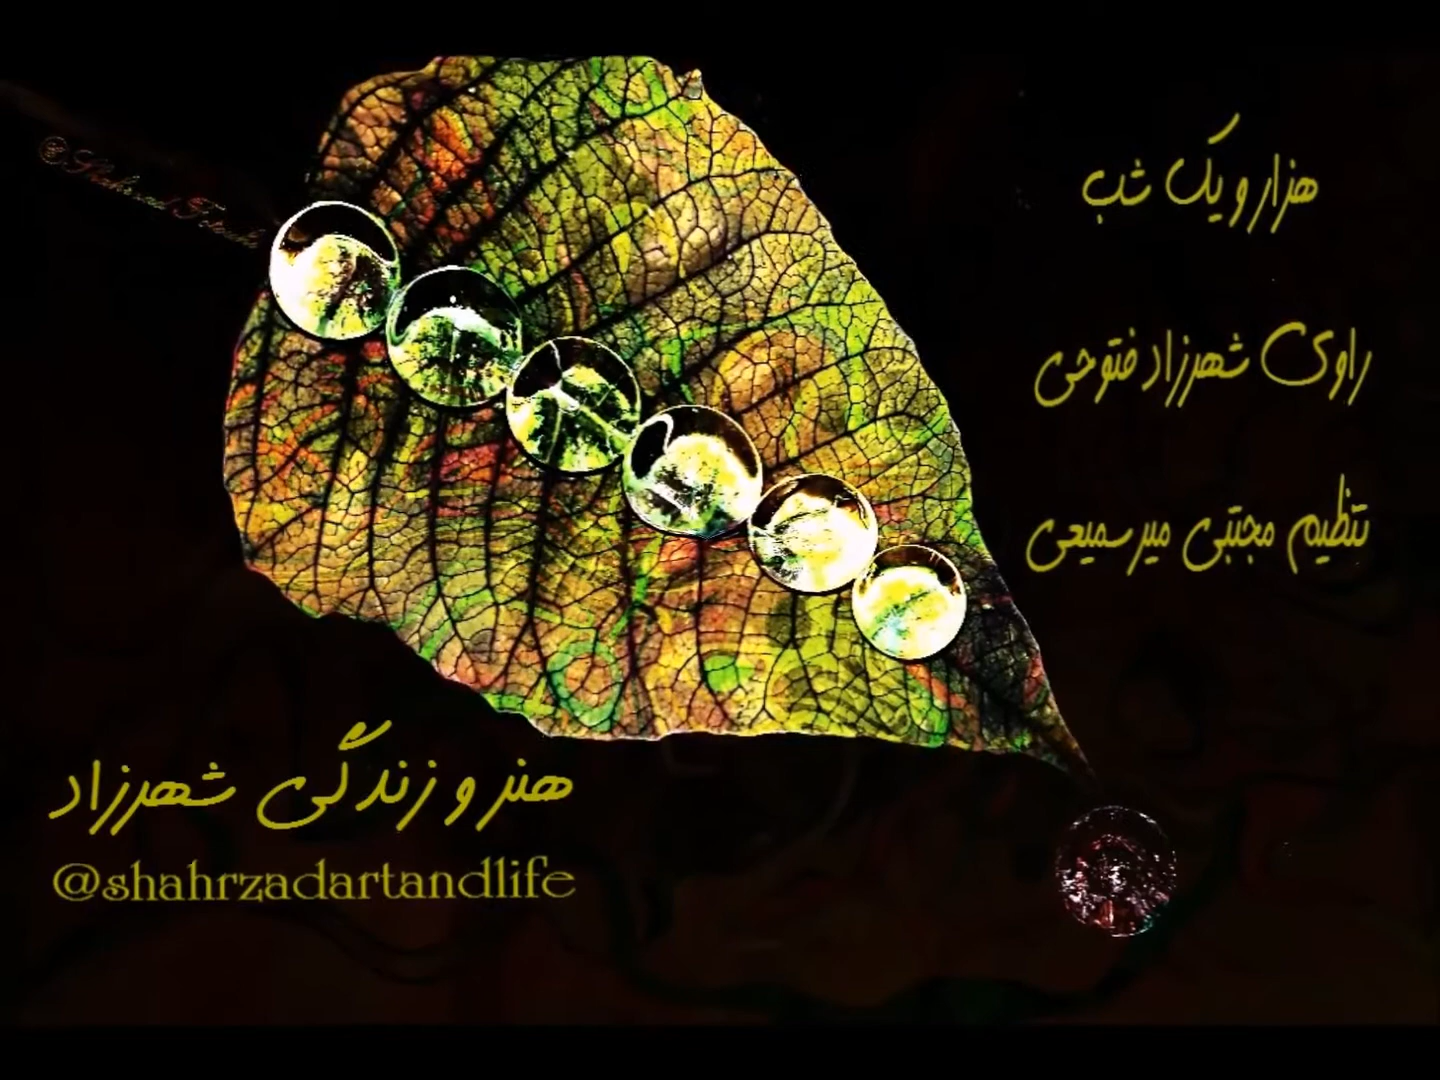 هزار و یک شب
راوی شهرزاد فتوحی
تنظیم مجتبی میرسمیعی
هنر و زندگی شهرزاد
@shahrzadartandlife